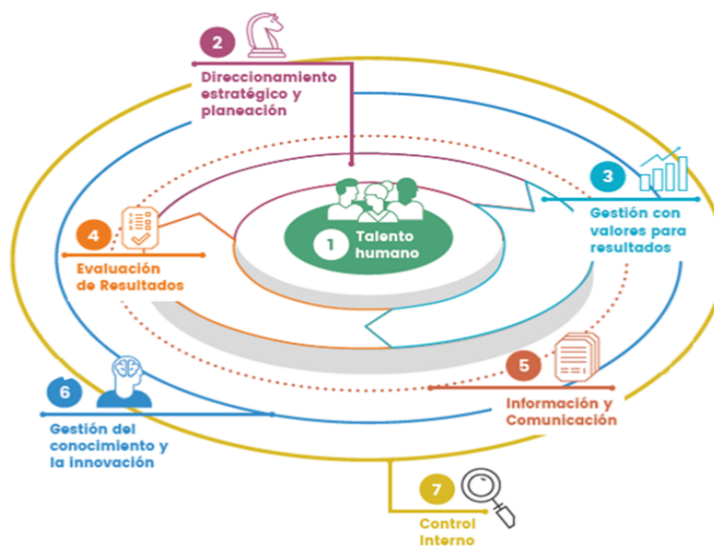 1
Talento
humano
2
Direccionamiento
estratégico y
planeación
3
Gestión con
valores para
resultados
4
Evaluación
de Resultados
5
Información y
Comunicación
6
Gestión del
conocimiento y
la innovación
7
Control
Interno